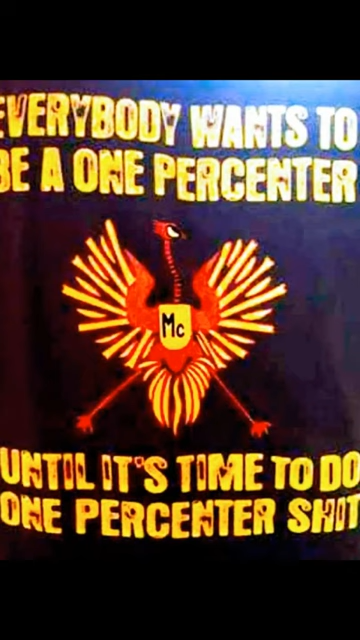 EVERYBODY WANTS TO
BE A ONE PERCENTER
Mc
UNTIL IT'S TIME TO DO
ONE PERCENTER SHIT